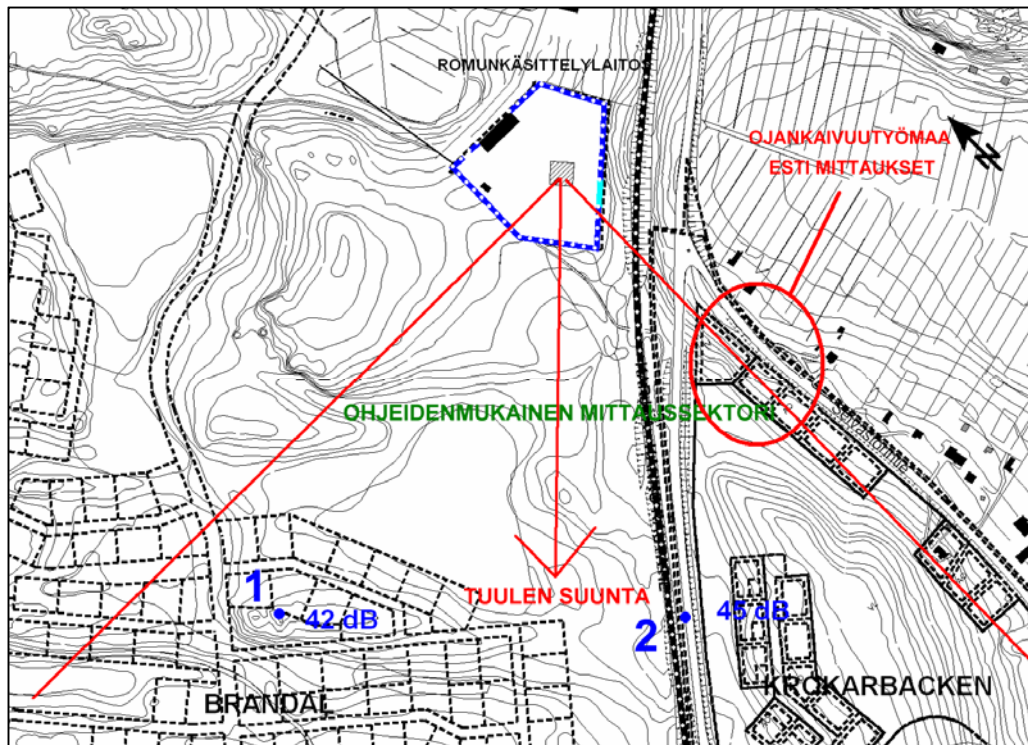 ROMUNKÄSITTELYLAITOS
OJANKAIVUUTYÖMAA
ESTI MITTAUKSET
N
OHJEIDENMUKAINEN MITTAUSSEKTORI
1
42 dB
TUULEN SUUNTA
2
45 dB
BRANDAL
KROKARBACKEN